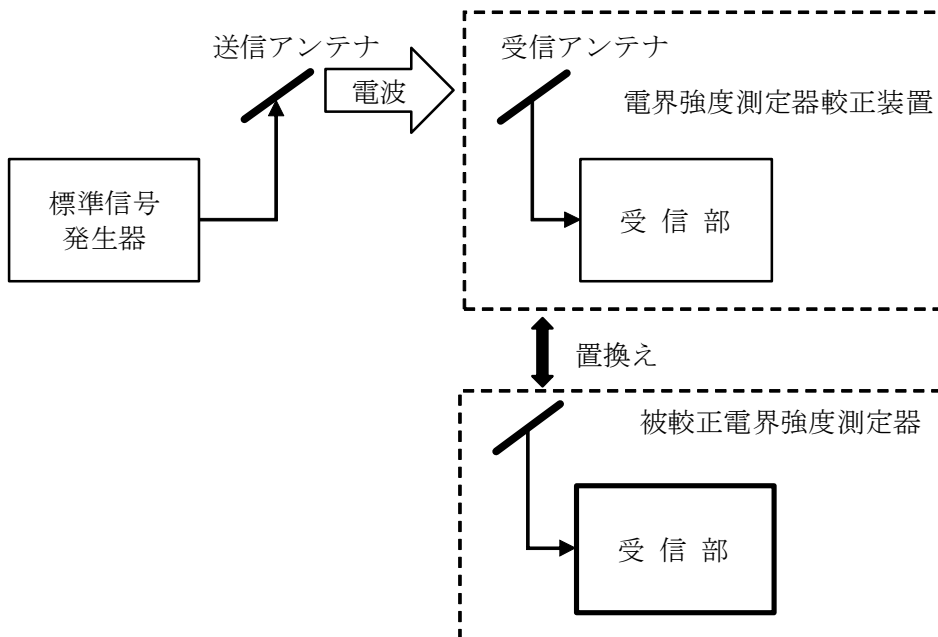 送信アンテナ
電波
受信アンテナ
電界強度測定器較正装置
標準信号
発生器
受 信 部
置換え
被較正電界強度測定器
受 信 部